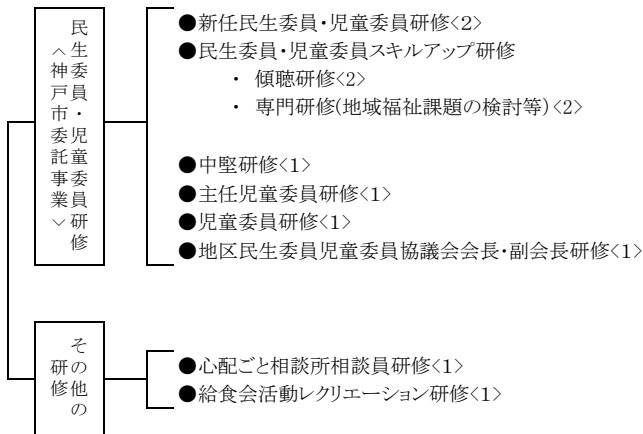 民生委員・児童委員研修
〈神戸市委託事業〉
●新任民生委員・児童委員研修<2>
●民生委員・児童委員スキルアップ研修
・ 傾聴研修<2>
・ 専門研修(地域福祉課題の検討等)<2>
●中堅研修<1>
●主任児童委員研修<1>
●児童委員研修<1>
●地区民生委員児童委員協議会会長・副会長研修<1>
その他の
研修
●心配ごと相談所相談員研修<1>
●給食会活動レクリエーション研修<1>